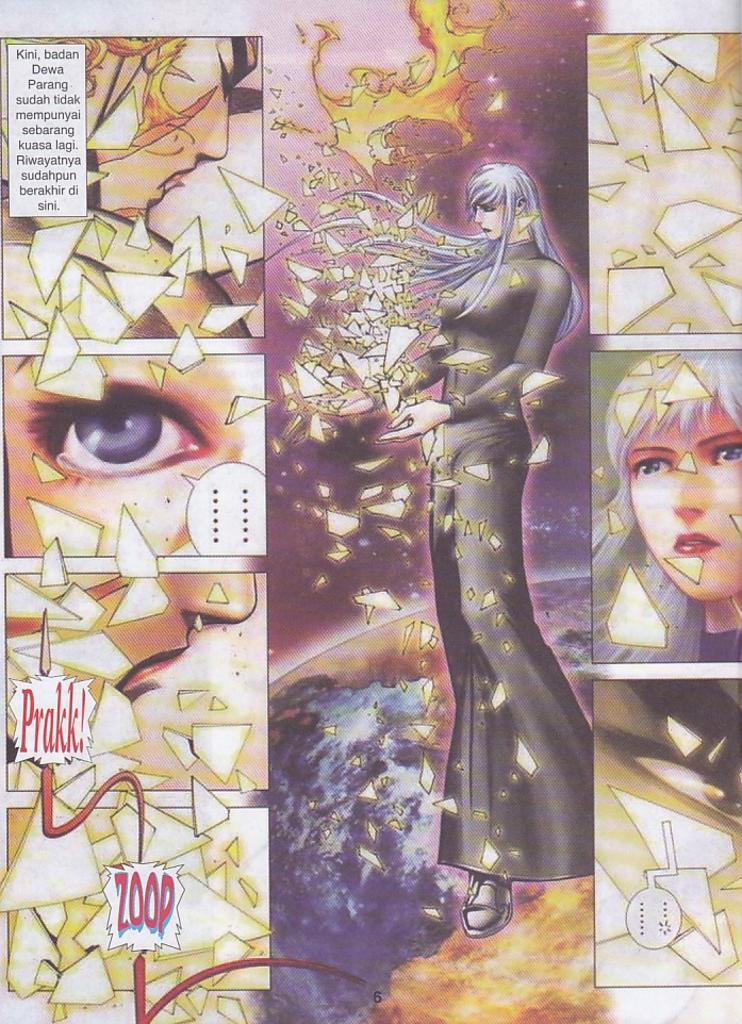 Kini, badan
Dewa
Parang
sudah tidak
mempunyai
sebarang
kuasa lagi.
Riwayatnya
sudahpun
berakhir di
sini.
Prakk!
ZOOP
6